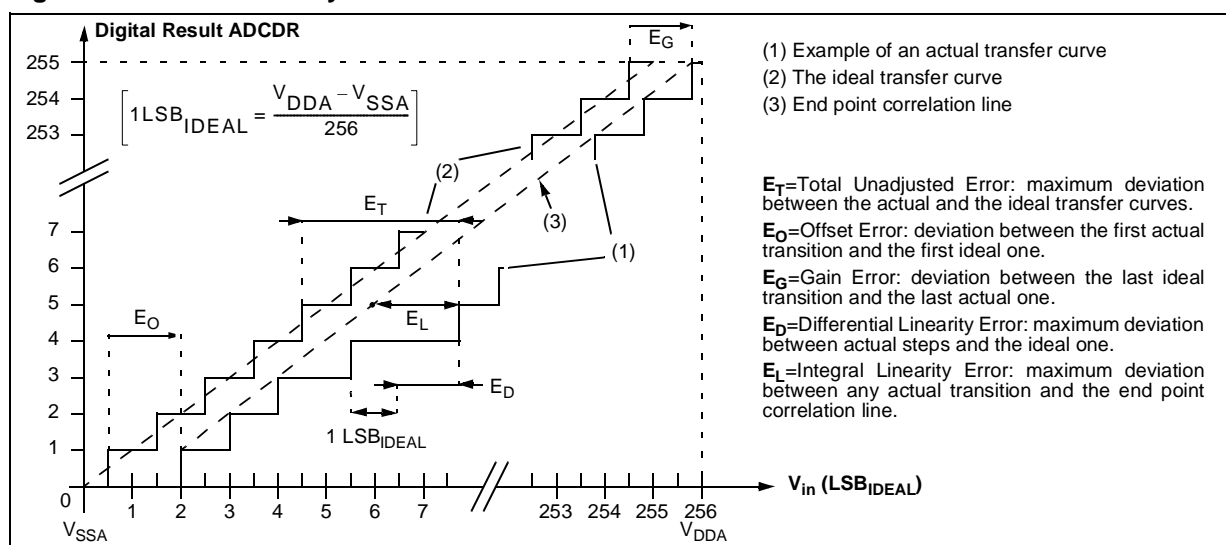 Digital Result ADCDR
E_G
255
254
253
1LSB_IDEAL = V_DDA – V_SSA
256
(2)
E_T
(3)
(1)
7
6
5
4
3
2
1
0
E_O
E_L
E_D
1 LSB_IDEAL
1 2 3 4 5 6 7 253 254 255 256
V_in (LSB_IDEAL)
V_SSA
V_DDA
(1) Example of an actual transfer curve
(2) The ideal transfer curve
(3) End point correlation line
E_T=Total Unadjusted Error: maximum deviation
between the actual and the ideal transfer curves.
E_O=Offset Error: deviation between the first actual
transition and the first ideal one.
E_G=Gain Error: deviation between the last ideal
transition and the last actual one.
E_D=Differential Linearity Error: maximum deviation
between actual steps and the ideal one.
E_L=Integral Linearity Error: maximum deviation
between any actual transition and the end point
correlation line.